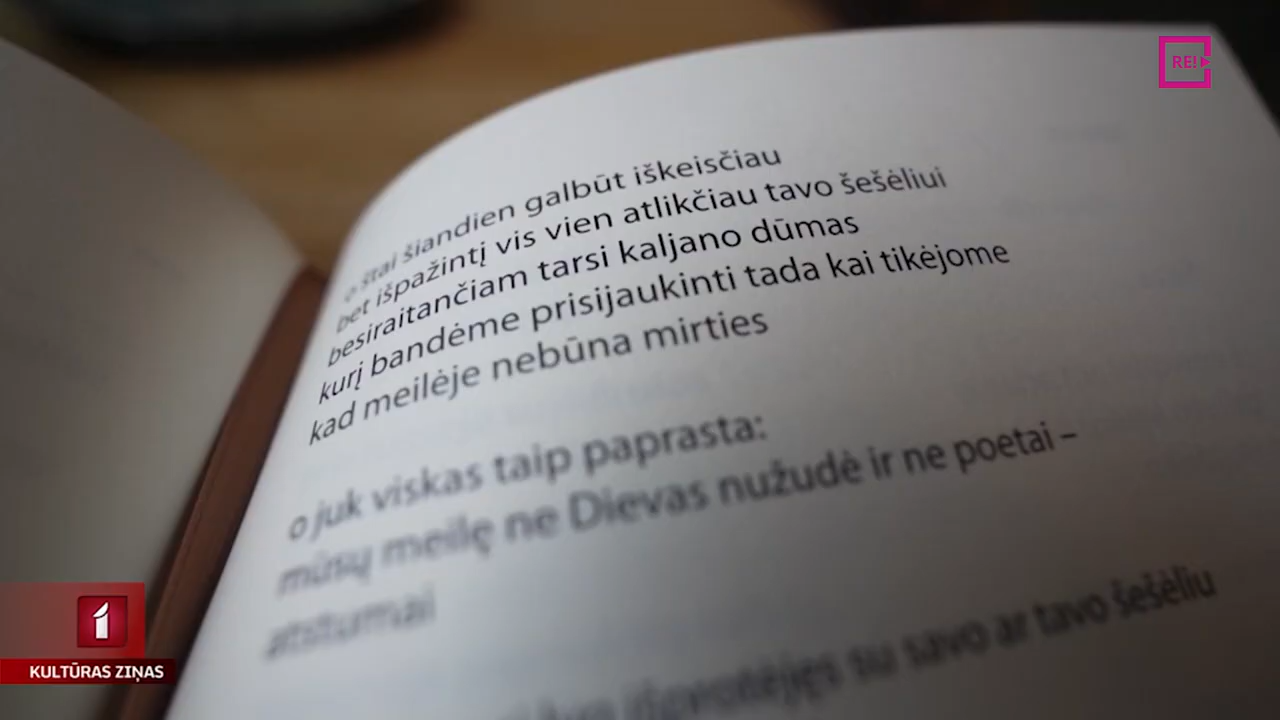 RE!
o štai šiandien galbūt iškeisčiau
bet išpažintį vis vien atlikčiau tavo šešėliui
besiraitančiam tarsi kaljano dūmas
kurį bandėme prisijaukinti tada kai tikėjome
kad meilėje nebūna mirties
o juk viskas taip paprasta:
mūsų meilę ne Dievas nužudė ir ne poetai –
atstumai
išprotėjęs su savo ar tavo šešėliu
1
KULTŪRAS ZIŅAS